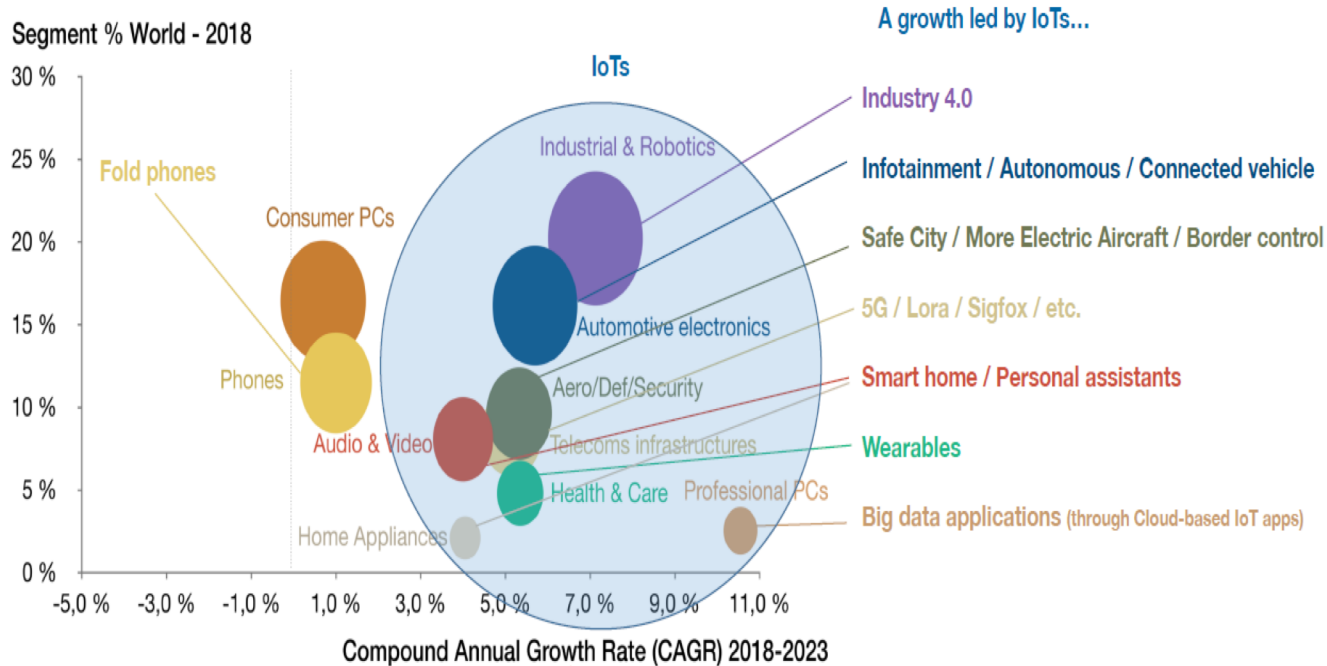 A growth led by IoTs...
Segment % World - 2018
IoTs
30 %
Industry 4.0
Industrial & Robotics
25 %
Fold phones
Infotainment / Autonomous / Connected vehicle
Consumer PCs
20 %
Safe City / More Electric Aircraft / Border control
5G / Lora / Sigfox / etc.
15 %
Automotive electronics
Phones
Aero/Def/Security
Smart home / Personal assistants
10 %
Audio & Video
Telecoms infrastructures
Wearables
5 %
Health & Care
Professional PCs
Big data applications (through Cloud-based IoT apps)
Home Appliances
0 %
-5,0 % -3,0 % -1,0 % 1,0 % 3,0 % 5,0 % 7,0 % 9,0 % 11,0 %
Compound Annual Growth Rate (CAGR) 2018-2023